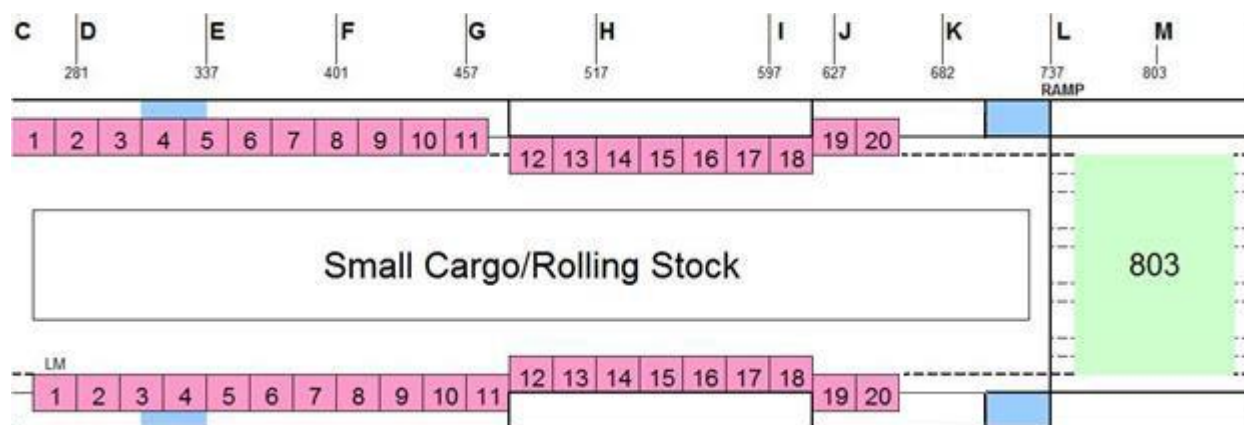 C D E F G H I J K L M
281 337 401 457 517 597 627 682 737 803
RAMP
1 2 3 4 5 6 7 8 9 10 11 19 20
12 13 14 15 16 17 18
Small Cargo/Rolling Stock
803
LM
12 13 14 15 16 17 18
1 2 3 4 5 6 7 8 9 10 11 19 20